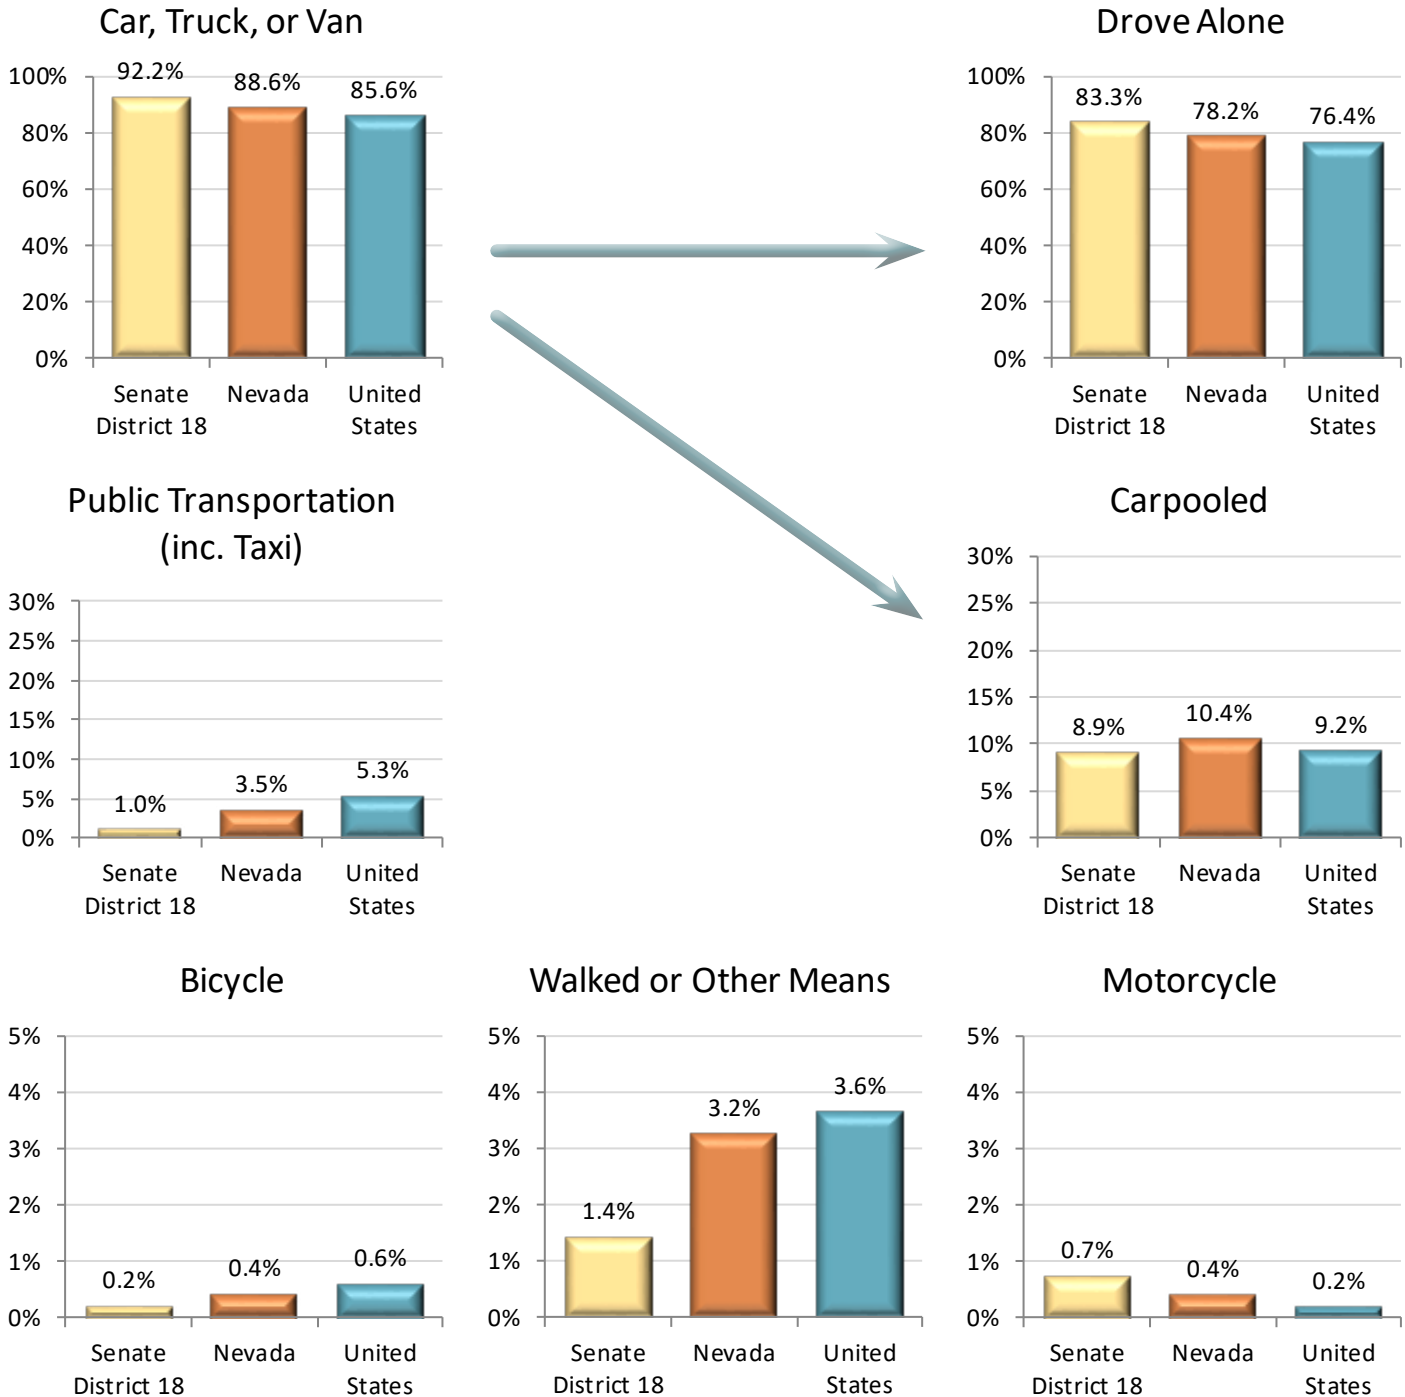 Car, Truck, or Van
100%
80%
60%
40%
20%
0%
92.2%
88.6%
85.6%
Senate
District 18
Nevada
United
States
Drove Alone
100%
80%
60%
40%
20%
0%
83.3%
78.2%
76.4%
Senate
District 18
Nevada
United
States
Public Transportation
(inc. Taxi)
30%
25%
20%
15%
10%
5%
0%
1.0%
3.5%
5.3%
Senate
District 18
Nevada
United
States
Carpooled
30%
25%
20%
15%
10%
5%
0%
8.9%
10.4%
9.2%
Senate
District 18
Nevada
United
States
Bicycle
5%
4%
3%
2%
1%
0%
0.2%
0.4%
0.6%
Senate
District 18
Nevada
United
States
Walked or Other Means
5%
4%
3%
2%
1%
0%
1.4%
3.2%
3.6%
Senate
District 18
Nevada
United
States
Motorcycle
5%
4%
3%
2%
1%
0%
0.7%
0.4%
0.2%
Senate
District 18
Nevada
United
States